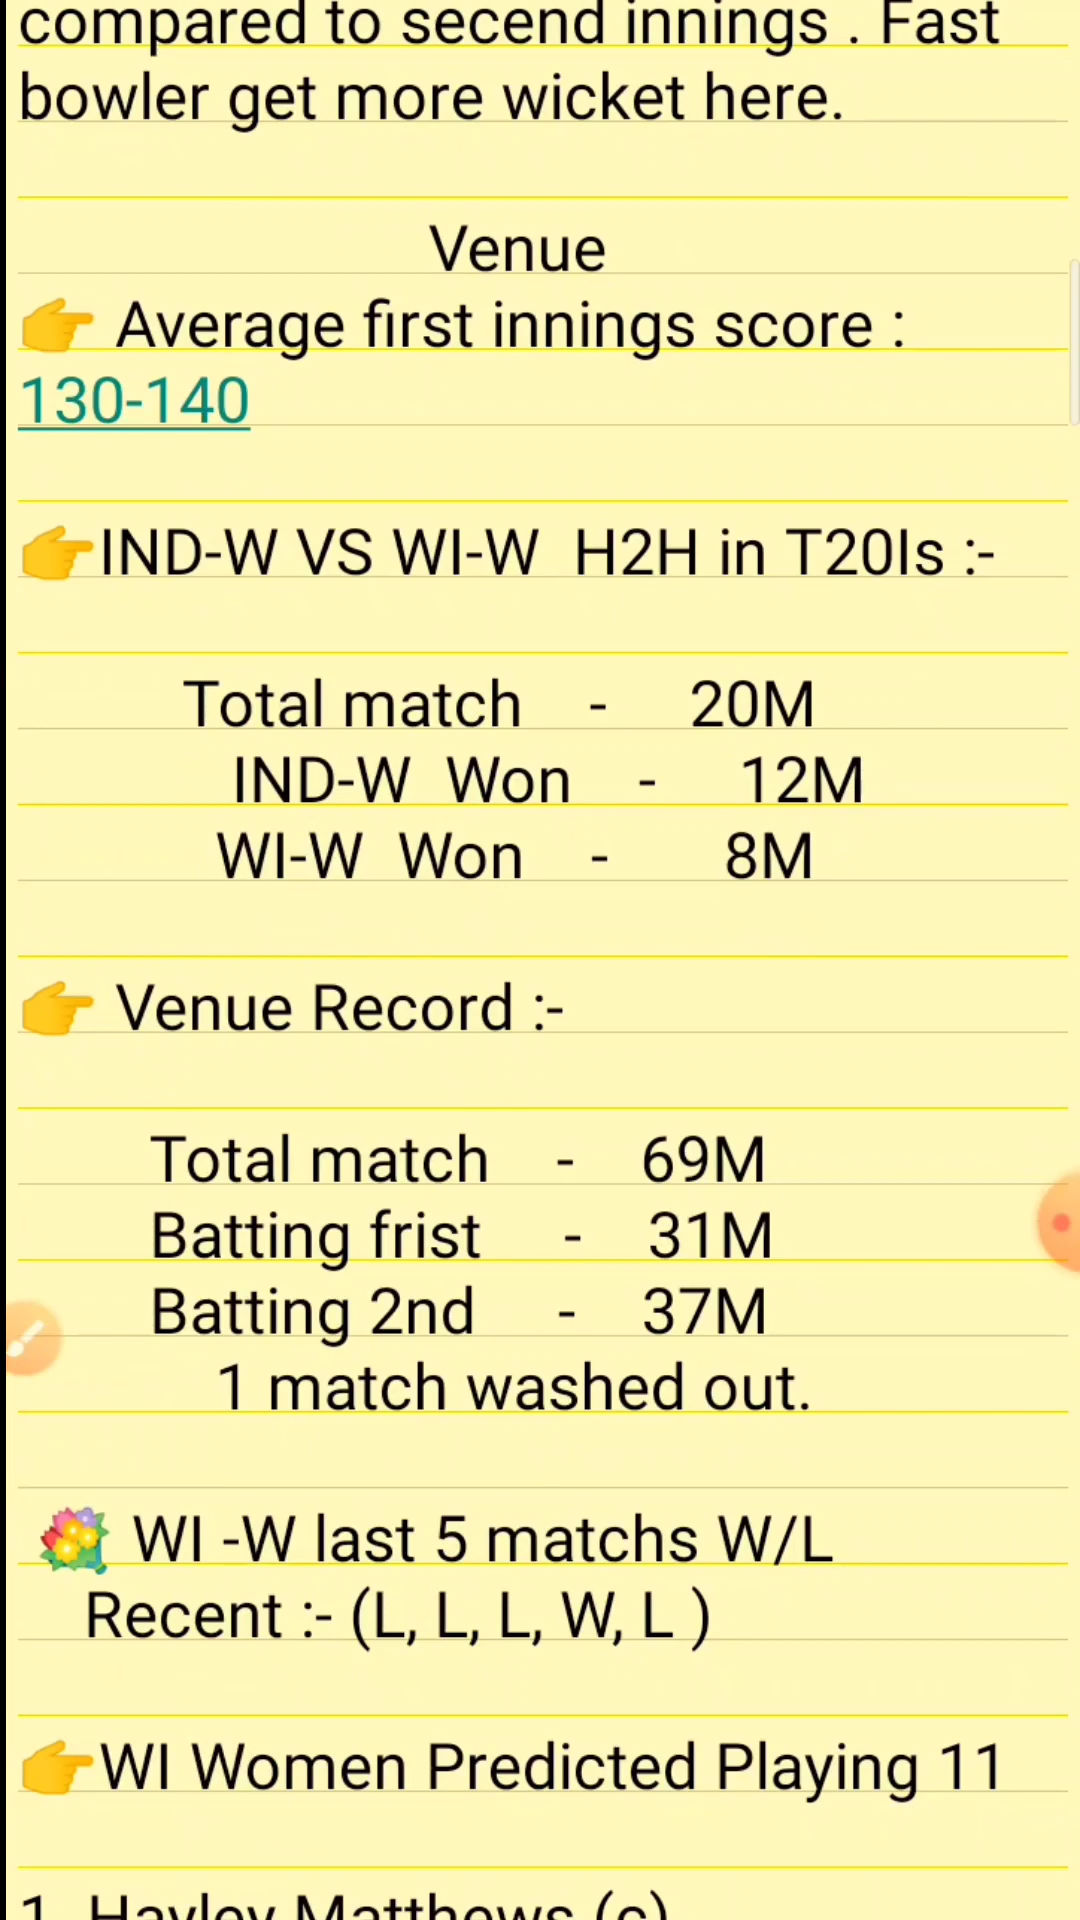 compared to secend innings . Fast
bowler get more wicket here.
Venue
👉 Average first innings score :
130-140
👉IND-W VS WI-W H2H in T20Is :-
Total match - 20M
IND-W Won - 12M
WI-W Won - 8M
👉 Venue Record :-
Total match - 69M
Batting frist - 31M
Batting 2nd - 37M
1 match washed out.
💐 WI -W last 5 matchs W/L
Recent :- (L, L, L, W, L )
👉WI Women Predicted Playing 11
1. Hayley Matthews (c)